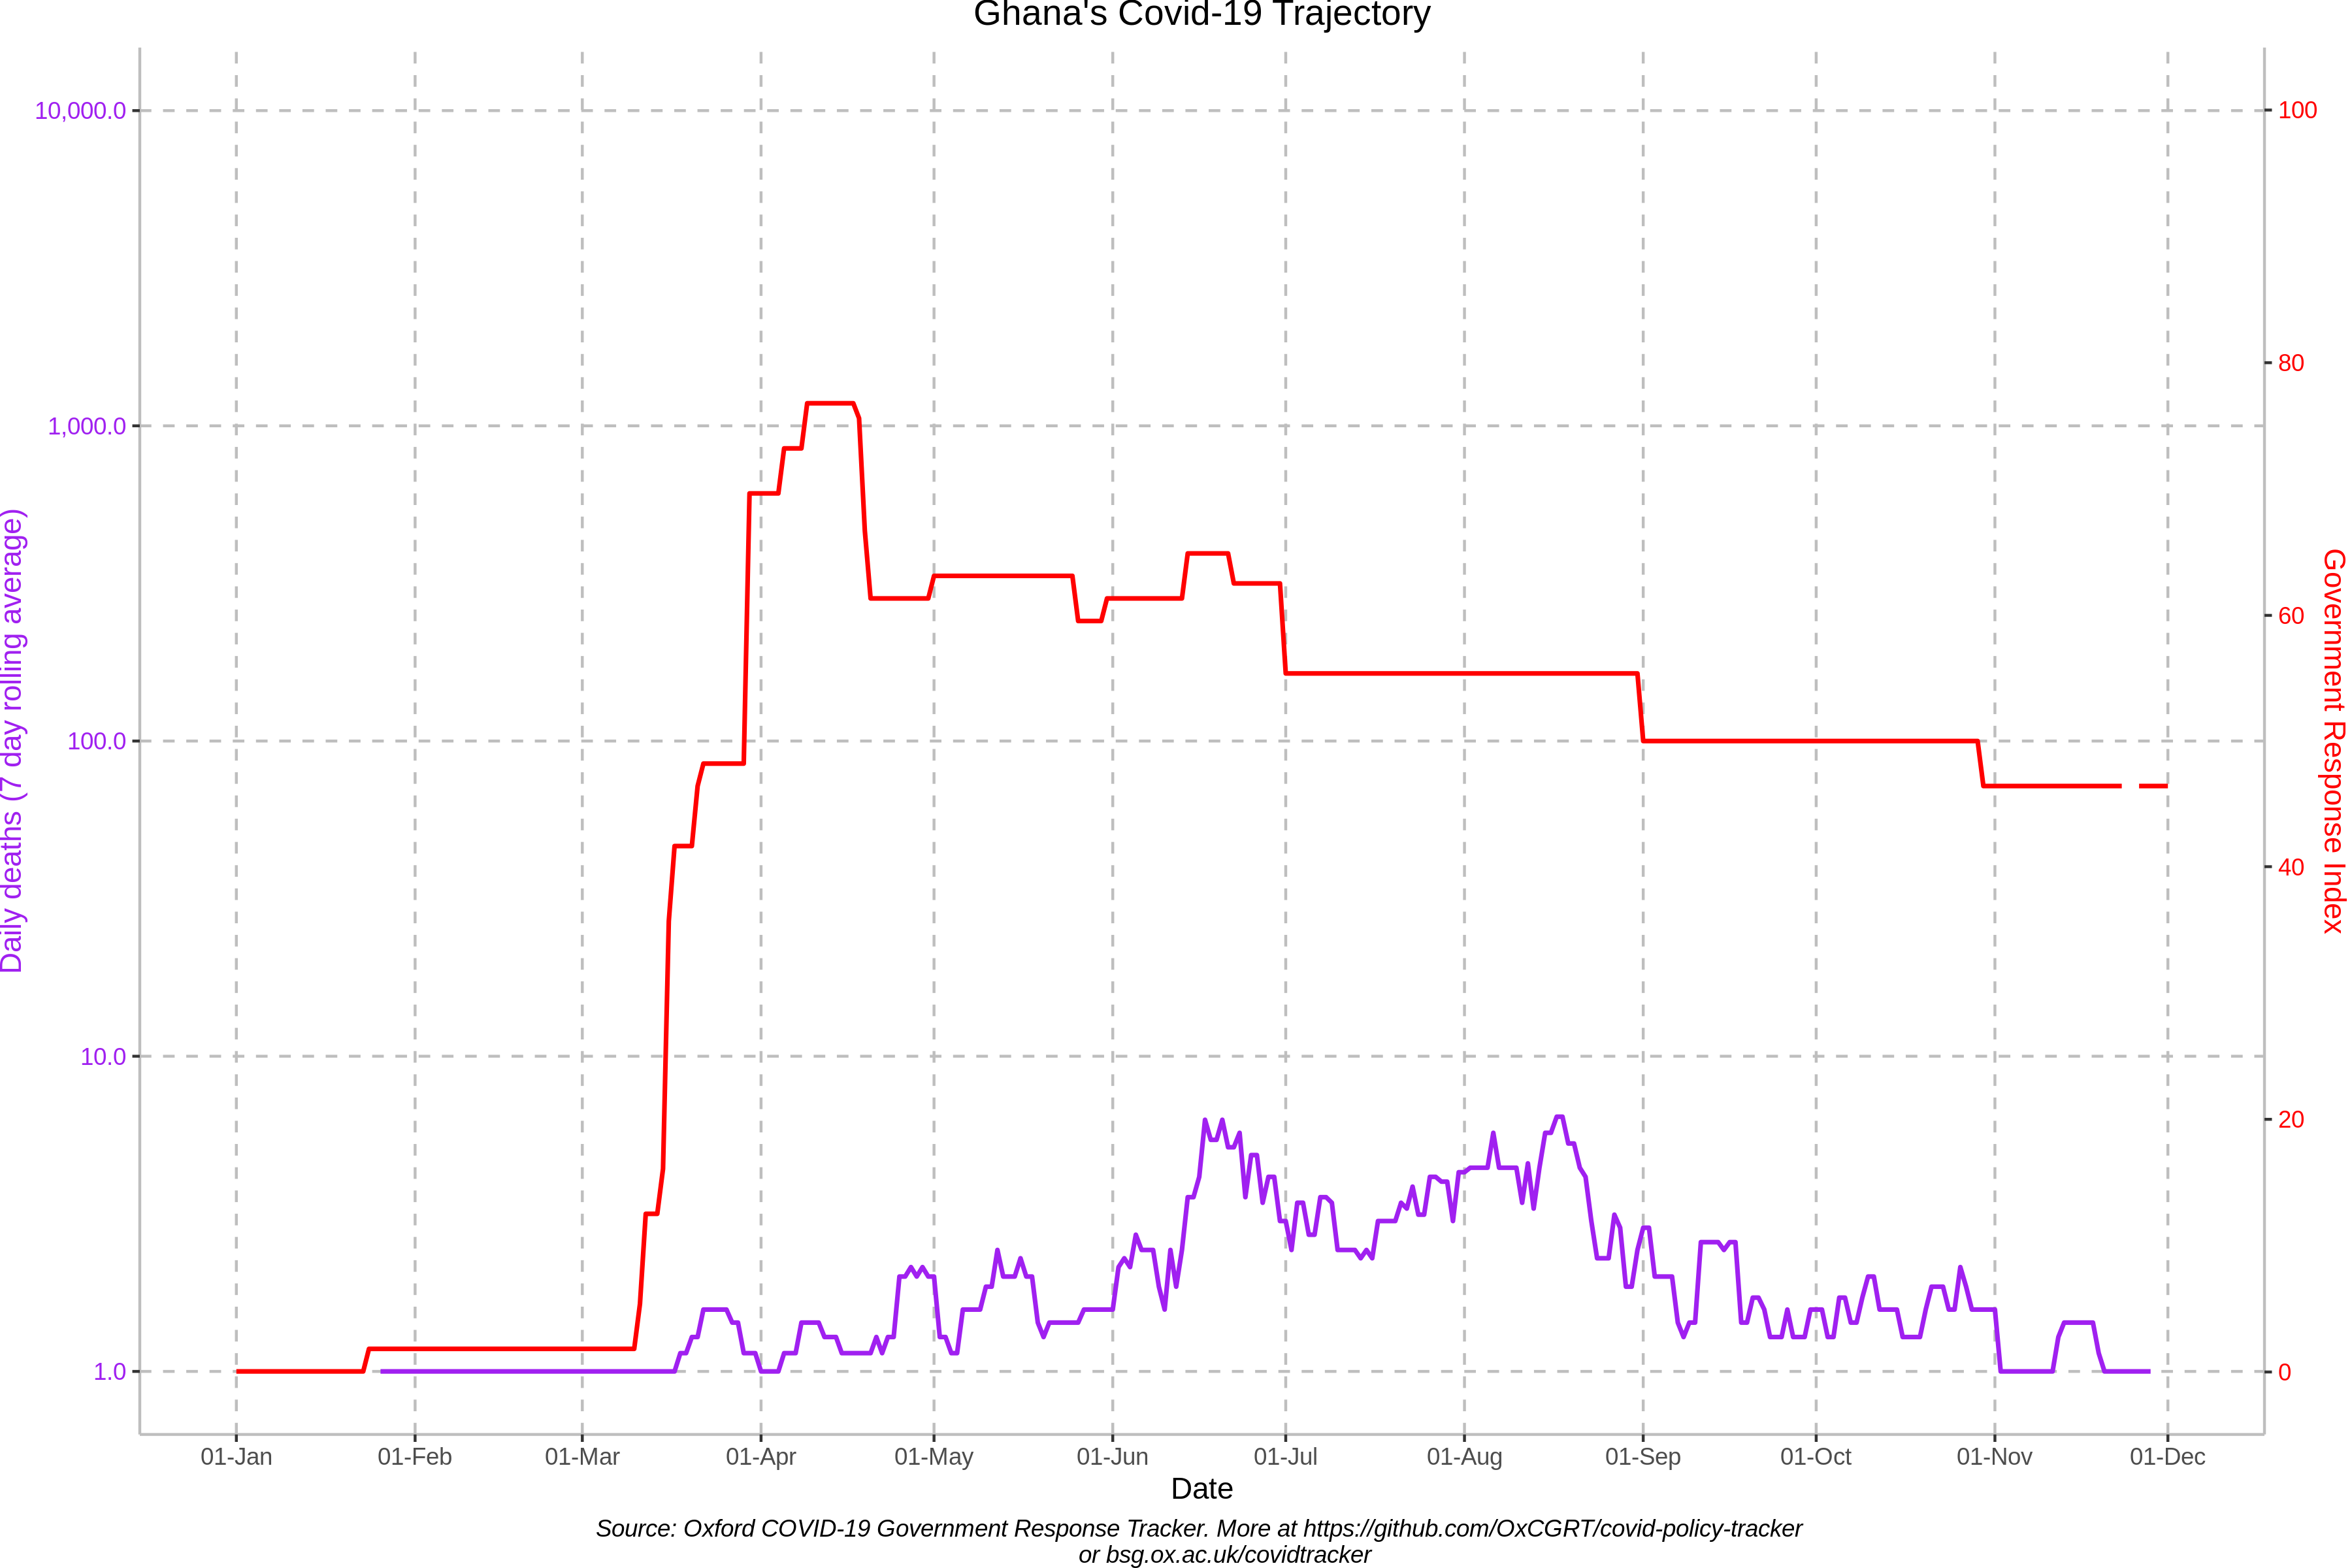 Ghana's Covid-19 Trajectory
10,000.0
1,000.0
100.0
10.0
1.0
Daily deaths (7 day rolling average)
100
80
60
40
20
0
Government Response Index
01-Jan 01-Feb 01-Mar 01-Apr 01-May 01-Jun 01-Jul 01-Aug 01-Sep 01-Oct 01-Nov 01-Dec
Date
Source: Oxford COVID-19 Government Response Tracker. More at https://github.com/OxCGRT/covid-policy-tracker
or bsg.ox.ac.uk/covidtracker